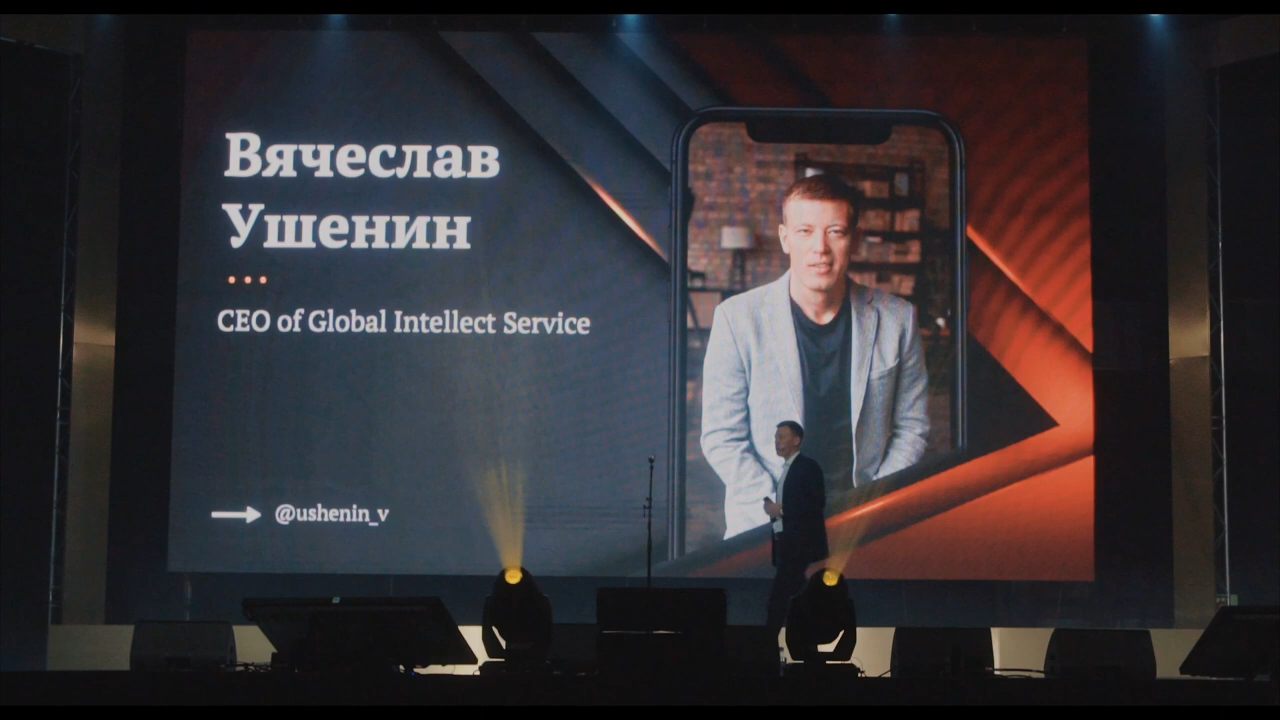 Вячеслав
Ушенин
CEO of Global Intellect Service
@ushenin_v